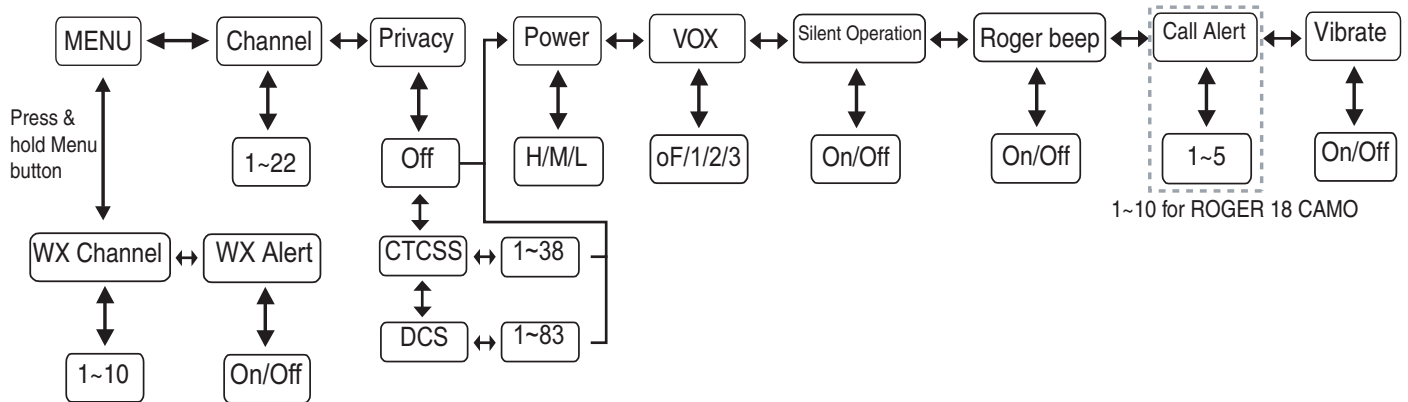 MENU
Channel
Privacy
Power
VOX
Silent Operation
Roger beep
Call Alert
Vibrate
Press &
hold Menu
button
1~22
Off
H/M/L
oF/1/2/3
On/Off
On/Off
1~5
On/Off
1~10 for ROGER 18 CAMO
WX Channel
WX Alert
CTCSS
1~38
DCS
1~83
1~10
On/Off